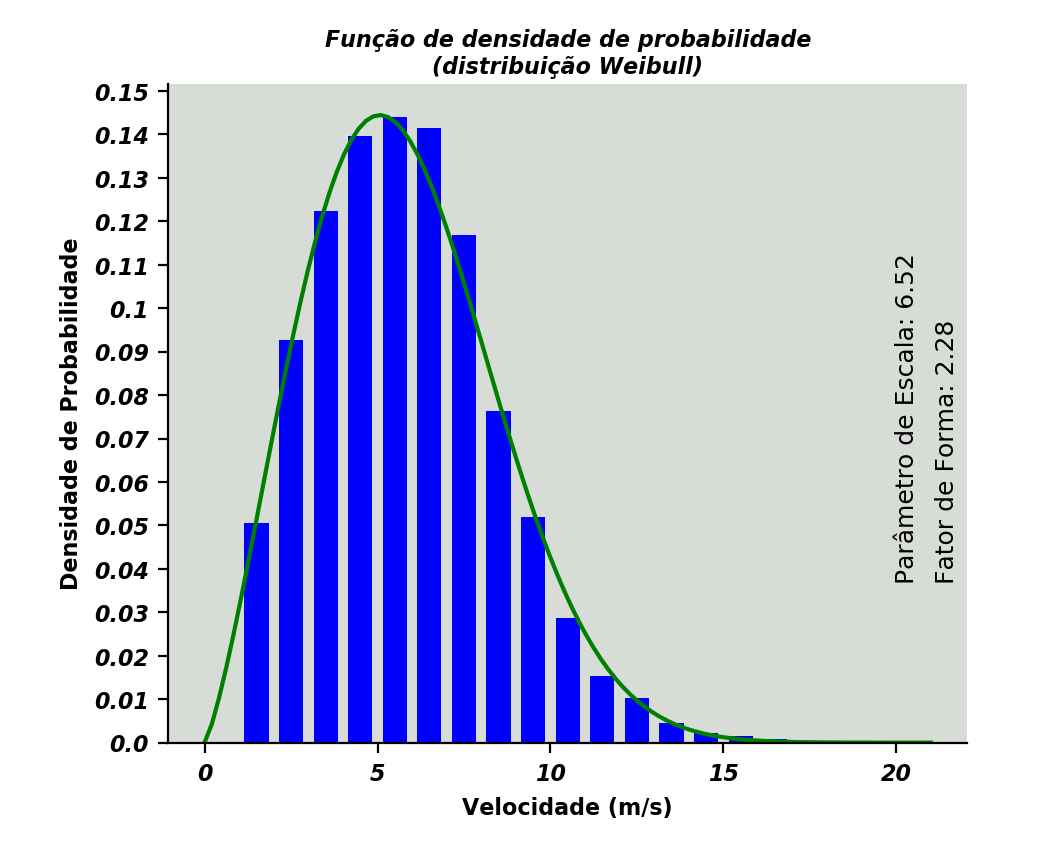 Função de densidade de probabilidade
(distribuição Weibull)
0.15
0.14
0.13
0.12
0.11
0.1
0.09
0.08
0.07
0.06
0.05
0.04
0.03
0.02
0.01
0.0
Densidade de Probabilidade
0 5 10 15 20
Velocidade (m/s)
Parâmetro de Escala: 6.52
Fator de Forma: 2.28